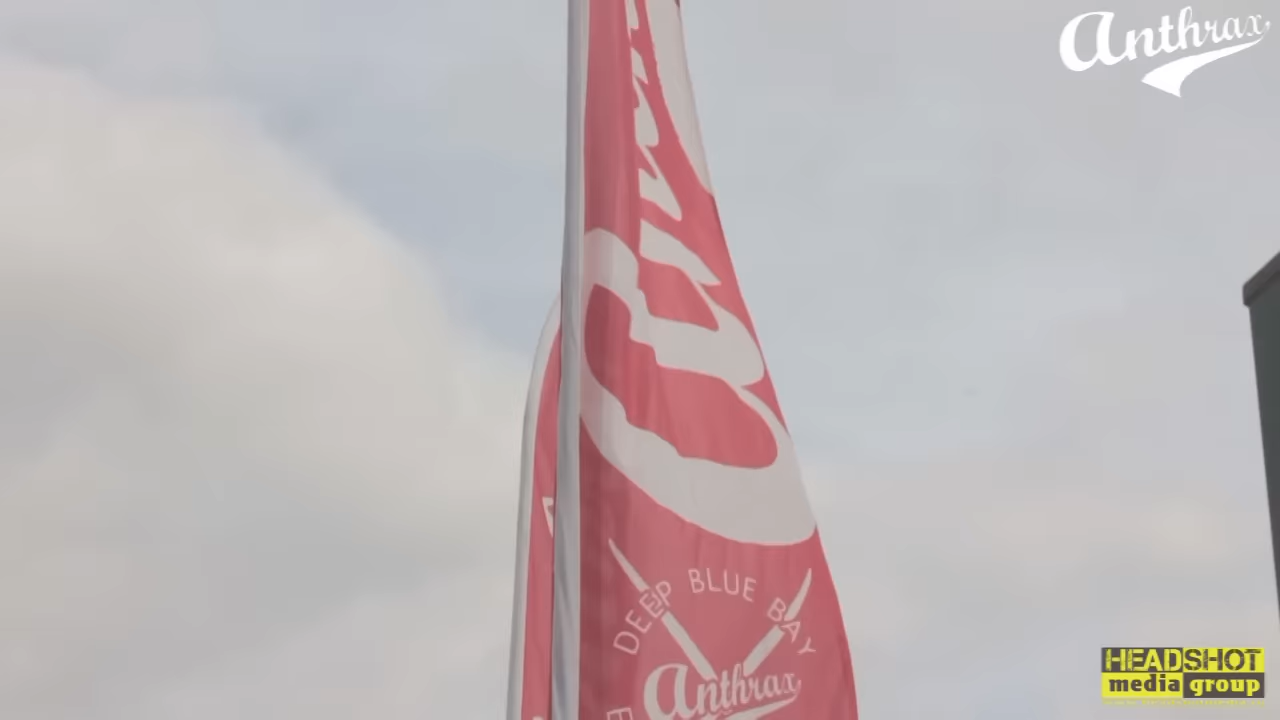 Anthrax
DEEP BLUE BAY
Anthrax
HEADSHOT
media group